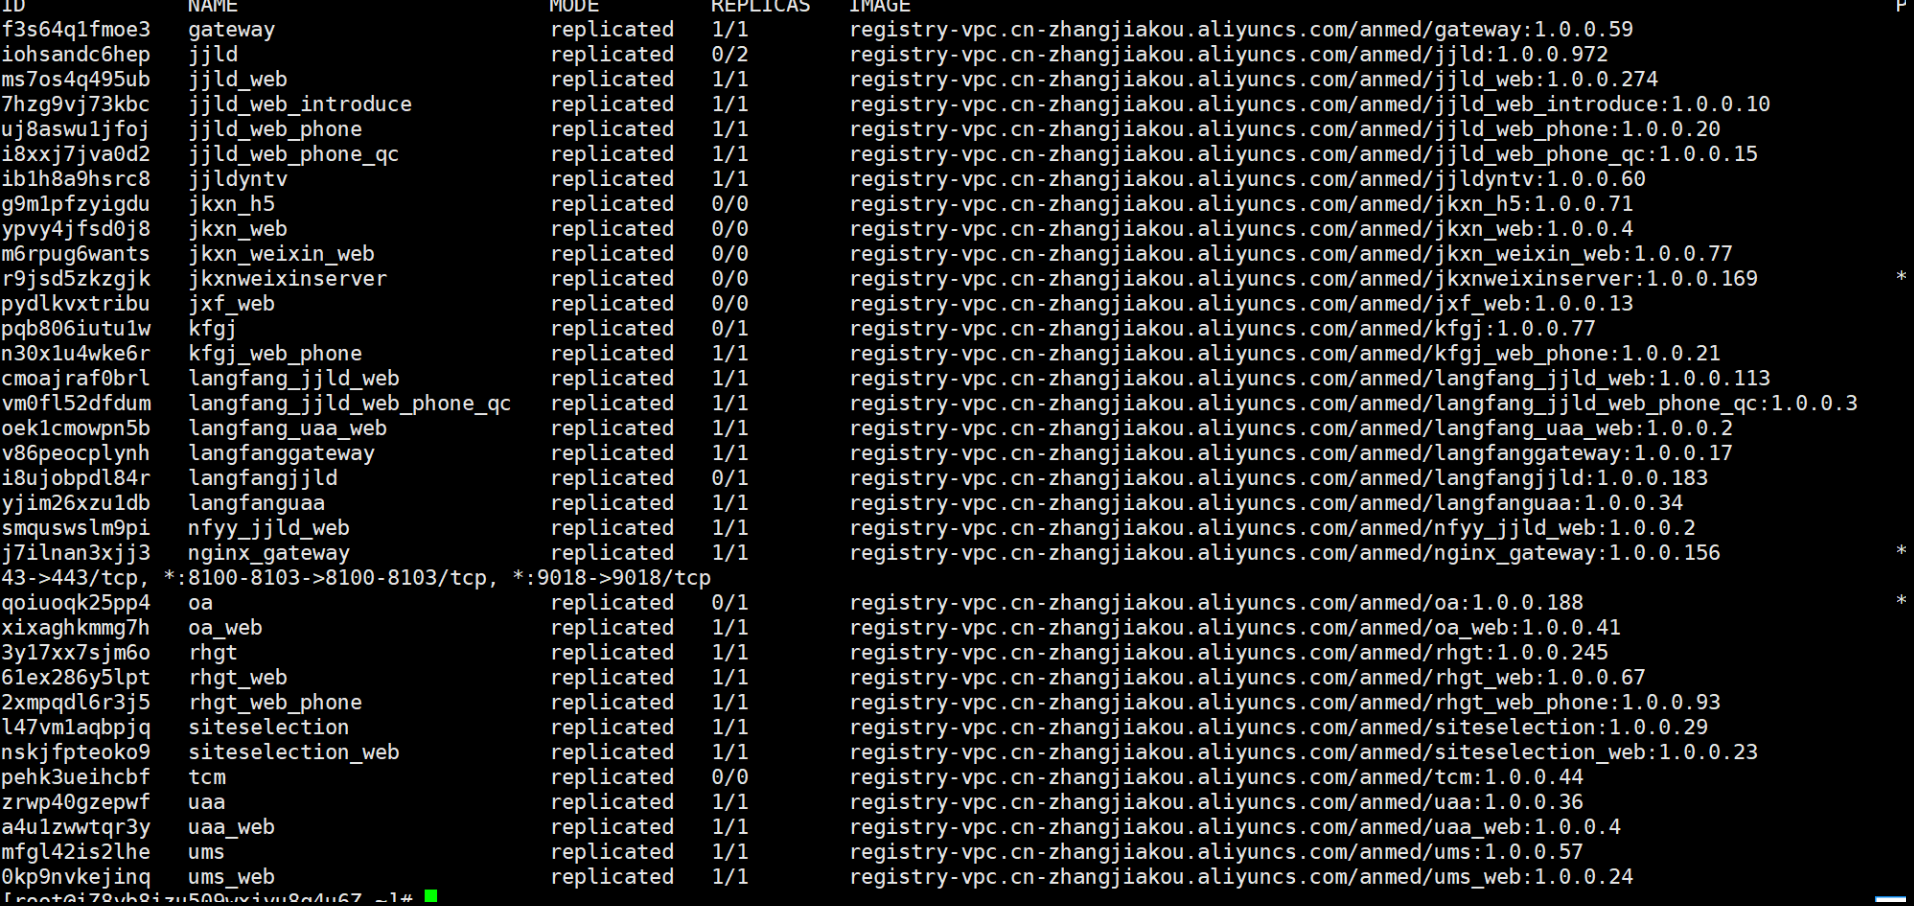 ID NAME MODE REPLICAS IMAGE P
f3s64q1fmoe3 gateway replicated 1/1 registry-vpc.cn-zhangjiakou.aliyuncs.com/anmed/gateway:1.0.0.59
iohsandc6hep jjld replicated 0/2 registry-vpc.cn-zhangjiakou.aliyuncs.com/anmed/jjld:1.0.0.972
ms7os4q495ub jjld_web replicated 1/1 registry-vpc.cn-zhangjiakou.aliyuncs.com/anmed/jjld_web:1.0.0.274
7hzg9vj73kbc jjld_web_introduce replicated 1/1 registry-vpc.cn-zhangjiakou.aliyuncs.com/anmed/jjld_web_introduce:1.0.0.10
uj8aswu1jfoj jjld_web_phone replicated 1/1 registry-vpc.cn-zhangjiakou.aliyuncs.com/anmed/jjld_web_phone:1.0.0.20
i8xxj7jva0d2 jjld_web_phone_qc replicated 1/1 registry-vpc.cn-zhangjiakou.aliyuncs.com/anmed/jjld_web_phone_qc:1.0.0.15
ib1h8a9hsrc8 jjldyntv replicated 1/1 registry-vpc.cn-zhangjiakou.aliyuncs.com/anmed/jjldyntv:1.0.0.60
g9m1pfzyigdu jkxn_h5 replicated 0/0 registry-vpc.cn-zhangjiakou.aliyuncs.com/anmed/jkxn_h5:1.0.0.71
ypvy4jfsd0j8 jkxn_web replicated 0/0 registry-vpc.cn-zhangjiakou.aliyuncs.com/anmed/jkxn_web:1.0.0.4
m6rpug6wants jkxn_weixin_web replicated 0/0 registry-vpc.cn-zhangjiakou.aliyuncs.com/anmed/jkxn_weixin_web:1.0.0.77
r9jsd5zkzgjk jkxnweixinserver replicated 0/0 registry-vpc.cn-zhangjiakou.aliyuncs.com/anmed/jkxnweixinserver:1.0.0.169 *
pydlkvxtribu jxf_web replicated 0/0 registry-vpc.cn-zhangjiakou.aliyuncs.com/anmed/jxf_web:1.0.0.13
pqb806iutu1w kfgj replicated 0/1 registry-vpc.cn-zhangjiakou.aliyuncs.com/anmed/kfgj:1.0.0.77
n30x1u4wke6r kfgj_web_phone replicated 1/1 registry-vpc.cn-zhangjiakou.aliyuncs.com/anmed/kfgj_web_phone:1.0.0.21
cmoajraf0brl langfang_jjld_web replicated 1/1 registry-vpc.cn-zhangjiakou.aliyuncs.com/anmed/langfang_jjld_web:1.0.0.113
vm0fl52dfdum langfang_jjld_web_phone_qc replicated 1/1 registry-vpc.cn-zhangjiakou.aliyuncs.com/anmed/langfang_jjld_web_phone_qc:1.0.0.3
oek1cmowpn5b langfang_uaa_web replicated 1/1 registry-vpc.cn-zhangjiakou.aliyuncs.com/anmed/langfang_uaa_web:1.0.0.2
v86peocplynh langfanggateway replicated 1/1 registry-vpc.cn-zhangjiakou.aliyuncs.com/anmed/langfanggateway:1.0.0.17
i8ujobpdl84r langfangjjld replicated 0/1 registry-vpc.cn-zhangjiakou.aliyuncs.com/anmed/langfangjjld:1.0.0.183
yjim26xzu1db langfanguaa replicated 1/1 registry-vpc.cn-zhangjiakou.aliyuncs.com/anmed/langfanguaa:1.0.0.34
smquswslm9pi nfyy_jjld_web replicated 1/1 registry-vpc.cn-zhangjiakou.aliyuncs.com/anmed/nfyy_jjld_web:1.0.0.2
j7ilnan3xjj3 nginx_gateway replicated 1/1 registry-vpc.cn-zhangjiakou.aliyuncs.com/anmed/nginx_gateway:1.0.0.156 *
43->443/tcp, *:8100-8103->8100-8103/tcp, *:9018->9018/tcp
qoiuoqk25pp4 oa replicated 0/1 registry-vpc.cn-zhangjiakou.aliyuncs.com/anmed/oa:1.0.0.188 *
xixaghkmmg7h oa_web replicated 1/1 registry-vpc.cn-zhangjiakou.aliyuncs.com/anmed/oa_web:1.0.0.41
3y17xx7sjm6o rhgt replicated 1/1 registry-vpc.cn-zhangjiakou.aliyuncs.com/anmed/rhgt:1.0.0.245
61ex286y5lpt rhgt_web replicated 1/1 registry-vpc.cn-zhangjiakou.aliyuncs.com/anmed/rhgt_web:1.0.0.67
2xmpqdl6r3j5 rhgt_web_phone replicated 1/1 registry-vpc.cn-zhangjiakou.aliyuncs.com/anmed/rhgt_web_phone:1.0.0.93
l47vm1aqbpjq siteselection replicated 1/1 registry-vpc.cn-zhangjiakou.aliyuncs.com/anmed/siteselection:1.0.0.29
nskjfpteoko9 siteselection_web replicated 1/1 registry-vpc.cn-zhangjiakou.aliyuncs.com/anmed/siteselection_web:1.0.0.23
pehk3ueihcbf tcm replicated 0/0 registry-vpc.cn-zhangjiakou.aliyuncs.com/anmed/tcm:1.0.0.44
zrwp40gzepwf uaa replicated 1/1 registry-vpc.cn-zhangjiakou.aliyuncs.com/anmed/uaa:1.0.0.36
a4u1zwwtqr3y uaa_web replicated 1/1 registry-vpc.cn-zhangjiakou.aliyuncs.com/anmed/uaa_web:1.0.0.4
mfgl42is2lhe ums replicated 1/1 registry-vpc.cn-zhangjiakou.aliyuncs.com/anmed/ums:1.0.0.57
0kp9nvkejinq ums_web replicated 1/1 registry-vpc.cn-zhangjiakou.aliyuncs.com/anmed/ums_web:1.0.0.24